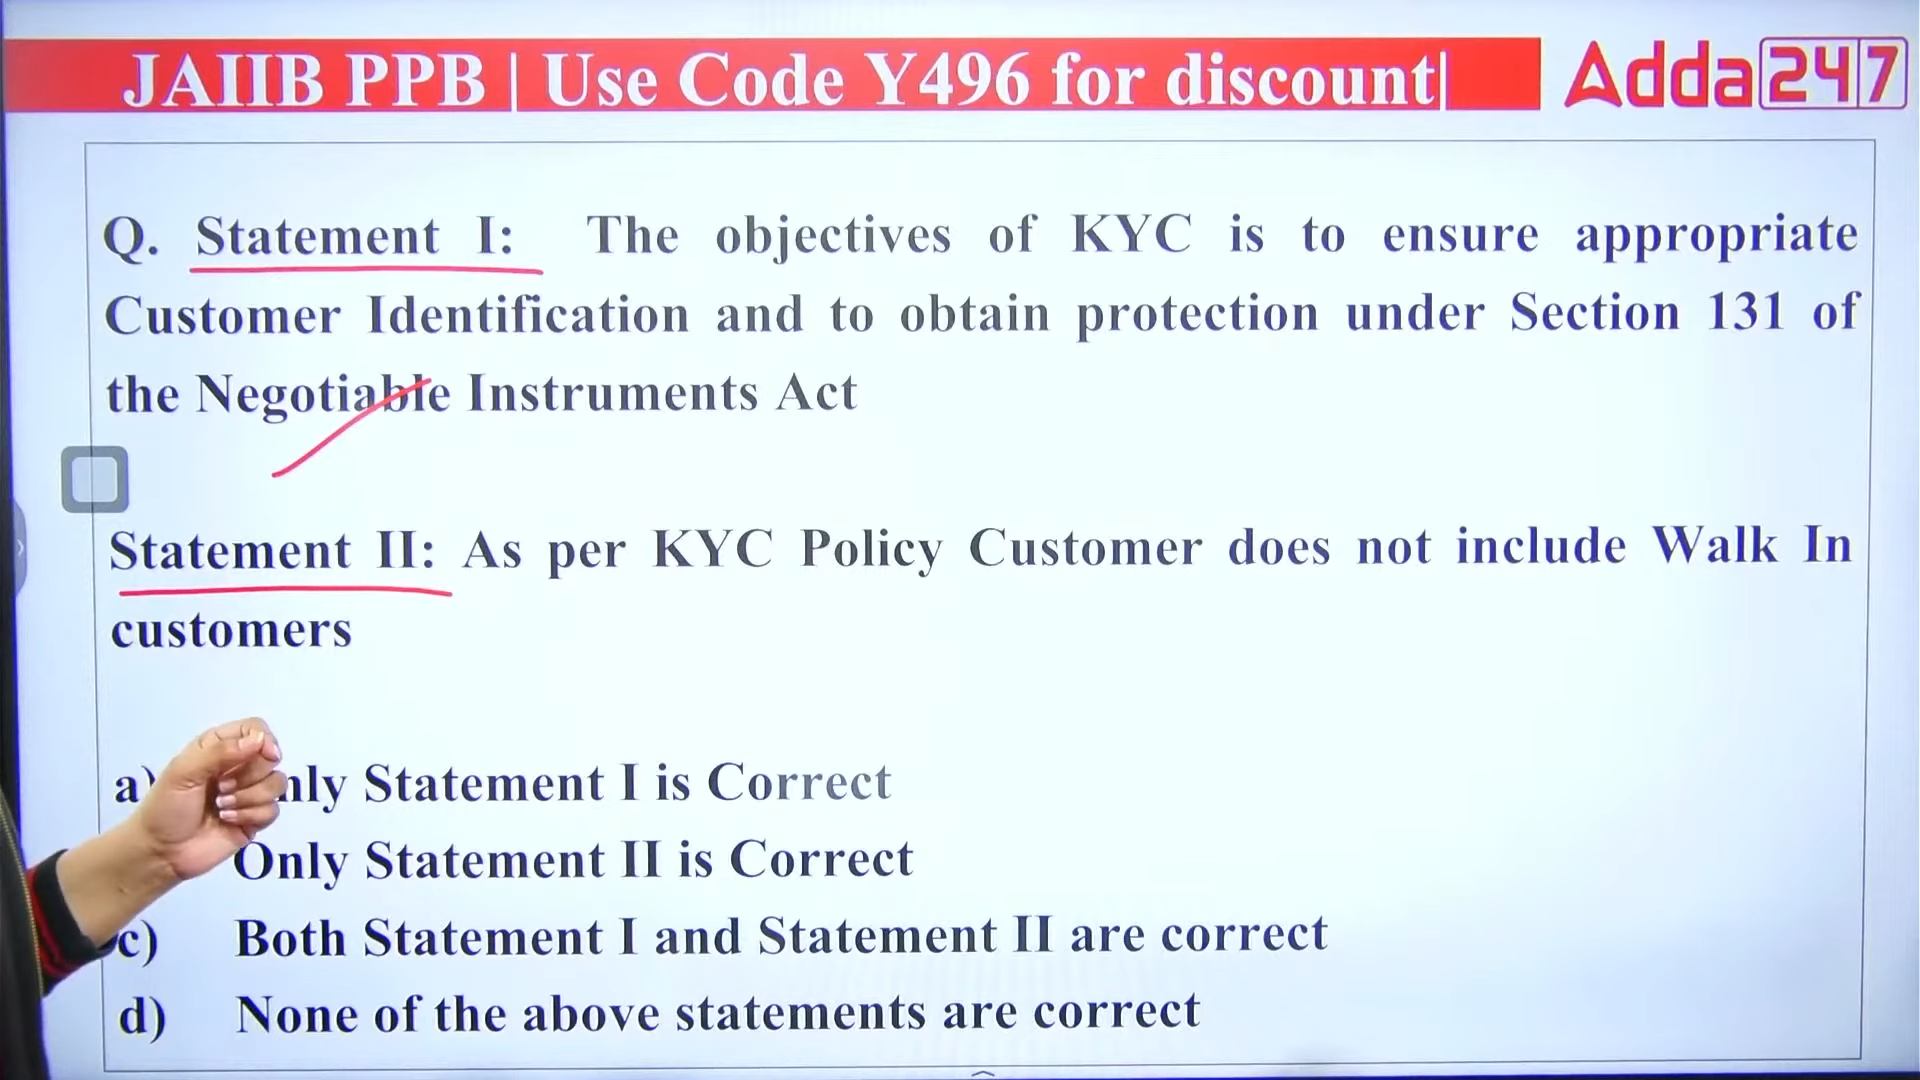 JAIIB PPB | Use Code Y496 for discount|
Adda247
Q. Statement I: The objectives of KYC is to ensure appropriate
Customer Identification and to obtain protection under Section 131 of
the Negotiable Instruments Act
Statement II: As per KYC Policy Customer does not include Walk In
customers
a) nly Statement I is Correct
Only Statement II is Correct
c) Both Statement I and Statement II are correct
d) None of the above statements are correct